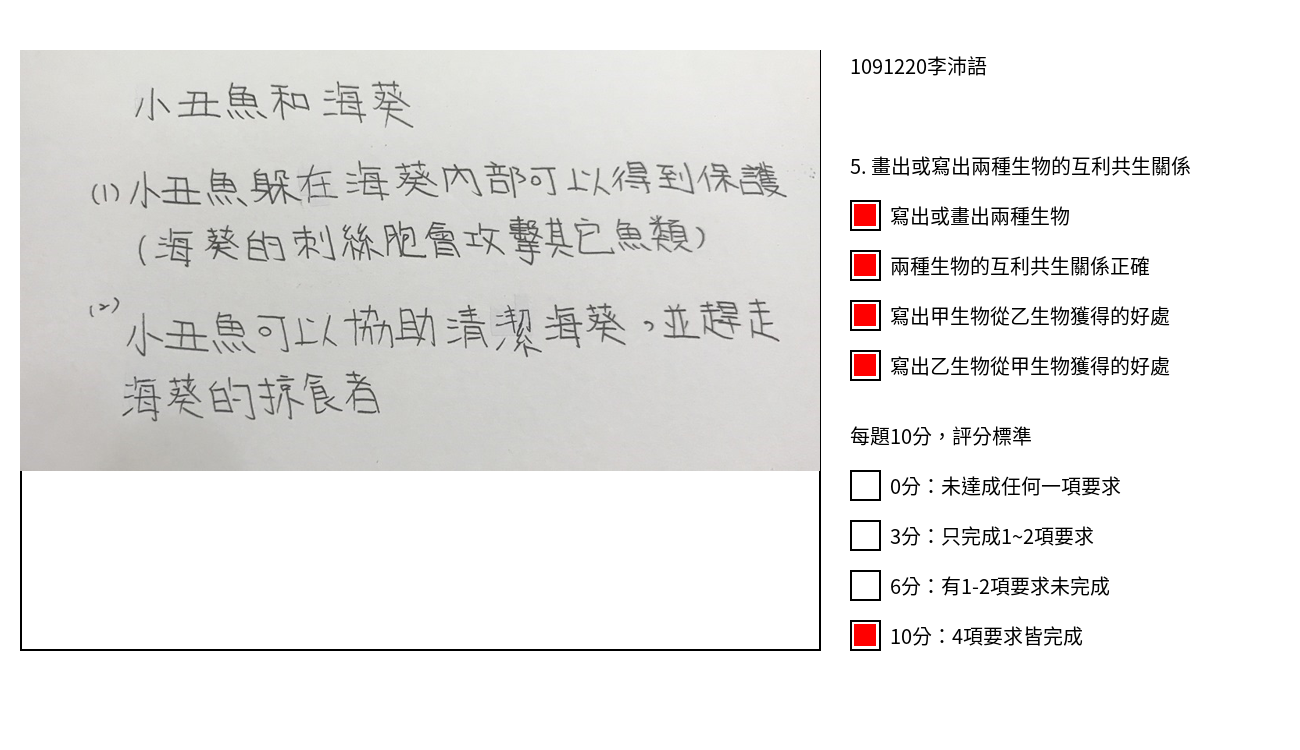 小丑魚和海葵
(1)小丑魚躲在海葵內部可以得到保護
(海葵的刺絲胞會攻擊其它魚類)
(2)
小丑魚可以協助清潔海葵，並趕走
海葵的掠食者
1091220李沛語
5. 畫出或寫出兩種生物的互利共生關係
寫出或畫出兩種生物
兩種生物的互利共生關係正確
寫出甲生物從乙生物獲得的好處
寫出乙生物從甲生物獲得的好處
每題10分，評分標準
0分：未達成任何一項要求
3分：只完成1~2項要求
6分：有1-2項要求未完成
10分：4項要求皆完成